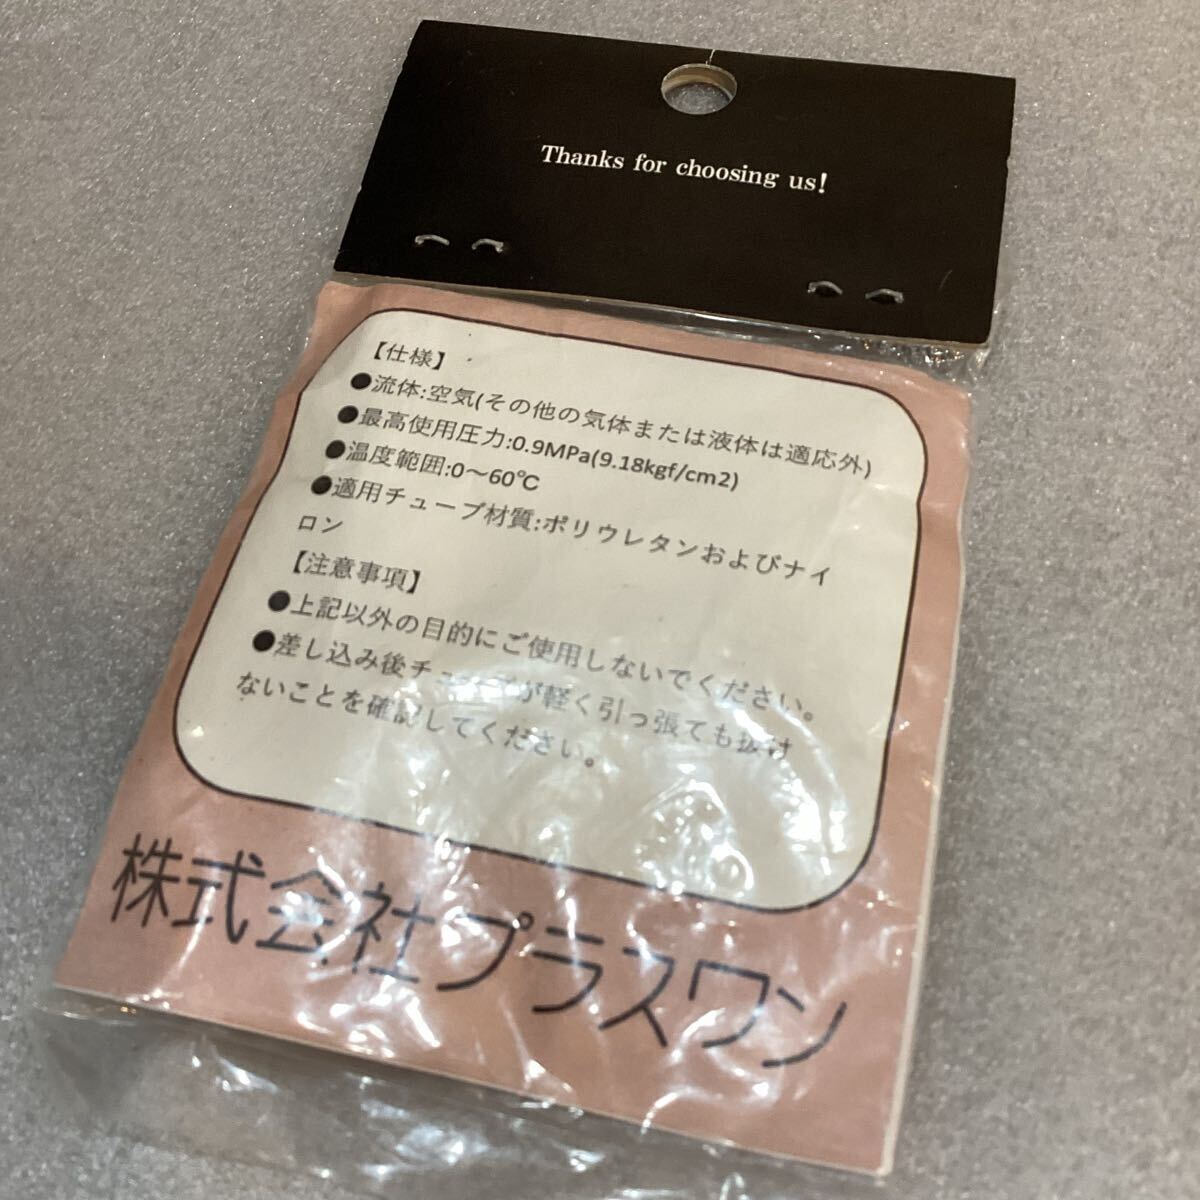 Thanks for choosing us!
【仕様】
●流体:空気(その他の気体または液体は適応外)
●最高使用圧力:0.9MPa(9.18kgf/cm2)
●温度範囲:0～60℃
●適用チューブ材質:ポリウレタンおよびナイ
ロン
【注意事項】
●上記以外の目的にご使用しないでください。
●差し込み後チューブが軽く引っ張ても抜け
ないことを確認してください。
株式会社プラスワン